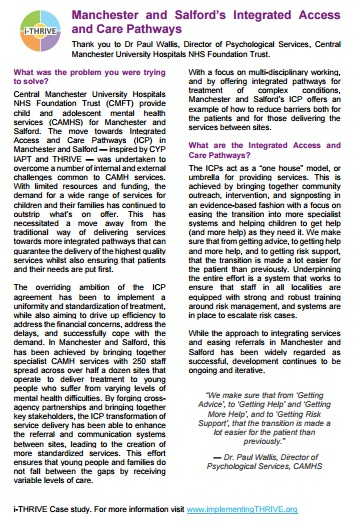 i-THRIVE
Manchester and Salford's Integrated Access
and Care Pathways
Thank you to Dr Paul Wallis, Director of Psychological Services, Central
Manchester University Hospitals NHS Foundation Trust.
What was the problem you were trying
to solve?
Central Manchester University Hospitals
NHS Foundation Trust (CMFT) provide
child and adolescent mental health
services (CAMHS) for Manchester and
Salford. The move towards Integrated
Access and Care Pathways (ICP) in
Manchester and Salford — inspired by CYP
IAPT and THRIVE — was undertaken to
overcome a number of internal and external
challenges common to CAMH services.
With limited resources and funding, the
demand for a wide range of services for
children and their families has continued to
outstrip what's on offer. This has
necessitated a move away from the
traditional way of delivering services
towards more integrated pathways that can
guarantee the delivery of the highest quality
services whilst also ensuring that patients
and their needs are put first.
The overriding ambition of the ICP
agreement has been to implement a
uniformity and standardization of treatment,
while also aiming to drive up efficiency to
address the financial concerns, address the
delays, and successfully cope with the
demand. In Manchester and Salford, this
has been achieved by bringing together
specialist CAMH services with 250 staff
spread across over half a dozen sites that
operate to deliver treatment to young
people who suffer from varying levels of
mental health difficulties. By forging cross-
agency partnerships and bringing together
key stakeholders, the ICP transformation of
service delivery has been able to enhance
the referral and communication systems
between sites, leading to the creation of
more standardized services. This effort
ensures that young people and families do
not fall between the gaps by receiving
variable levels of care.
With a focus on multi-disciplinary working,
and by offering integrated pathways for
treatment of complex conditions,
Manchester and Salford's ICP offers an
example of how to reduce barriers both for
the patients and for those delivering the
services between sites.
What are the Integrated Access and
Care Pathways?
The ICPs act as a "one house" model, or
umbrella for providing services. This is
achieved by bringing together community
outreach, intervention, and signposting in
an evidence-based fashion with a focus on
easing the transition into more specialist
systems and helping children to get help
(and more help) as they need it. We make
sure that from getting advice, to getting help
and more help, and to getting risk support,
that the transition is made a lot easier for
the patient than previously. Underpinning
the entire effort is a system that works to
ensure that staff in all localities are
equipped with strong and robust training
around risk management, and systems are
in place to escalate risk cases.
While the approach to integrating services
and easing referrals in Manchester and
Salford has been widely regarded as
successful, development continues to be
ongoing and iterative.
"We make sure that from 'Getting
Advice', to 'Getting Help' and 'Getting
More Help', and to 'Getting Risk
Support', that the transition is made a
lot easier for the patient than
previously."
— Dr. Paul Wallis, Director of
Psychological Services, CAMHS
i-THRIVE Case study. For more information visit www.implementingTHRIVE.org